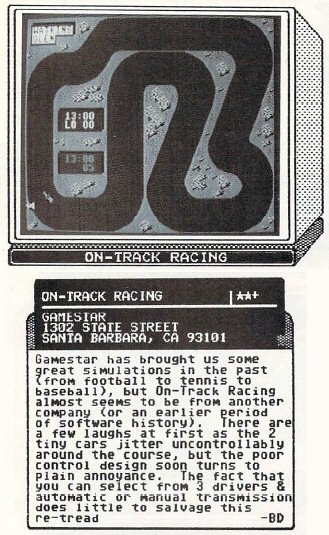 WATKINS
GLEN
13:00
LO 00
13:00
05
ON-TRACK RACING
ON-TRACK RACING
★★+
GAMESTAR
1302 STATE STREET
SANTA BARBARA, CA 93101
Gamestar has brought us some
great simulations in the past
(from football to tennis to
baseball), but On-Track Racing
almost seems to be from another
company (or an earlier period
of software history). There are
a few laughs at first as the 2
tiny cars jitter uncontrollably
around the course, but the poor
control design soon turns to
plain annoyance. The fact that
you can select from 3 drivers &
automatic or manual transmission
does little to salvage this
re-tread -BD